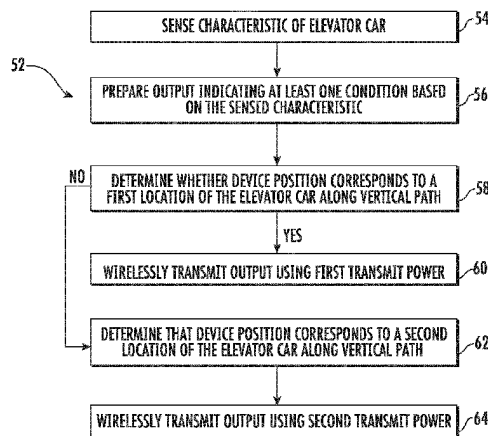 SENSE CHARACTERISTIC OF ELEVATOR CAR
54
52
PREPARE OUTPUT INDICATING AT LEAST ONE CONDITION BASED
ON THE SENSED CHARACTERISTIC
56
NO
DETERMINE WHETHER DEVICE POSITION CORRESPONDS TO A
FIRST LOCATION OF THE ELEVATOR CAR ALONG VERTICAL PATH
58
YES
WIRELESSLY TRANSMIT OUTPUT USING FIRST TRANSMIT POWER
60
DETERMINE THAT DEVICE POSITION CORRESPONDS TO A SECOND
LOCATION OF THE ELEVATOR CAR ALONG VERTICAL PATH
62
WIRELESSLY TRANSMIT OUTPUT USING SECOND TRANSMIT POWER
64